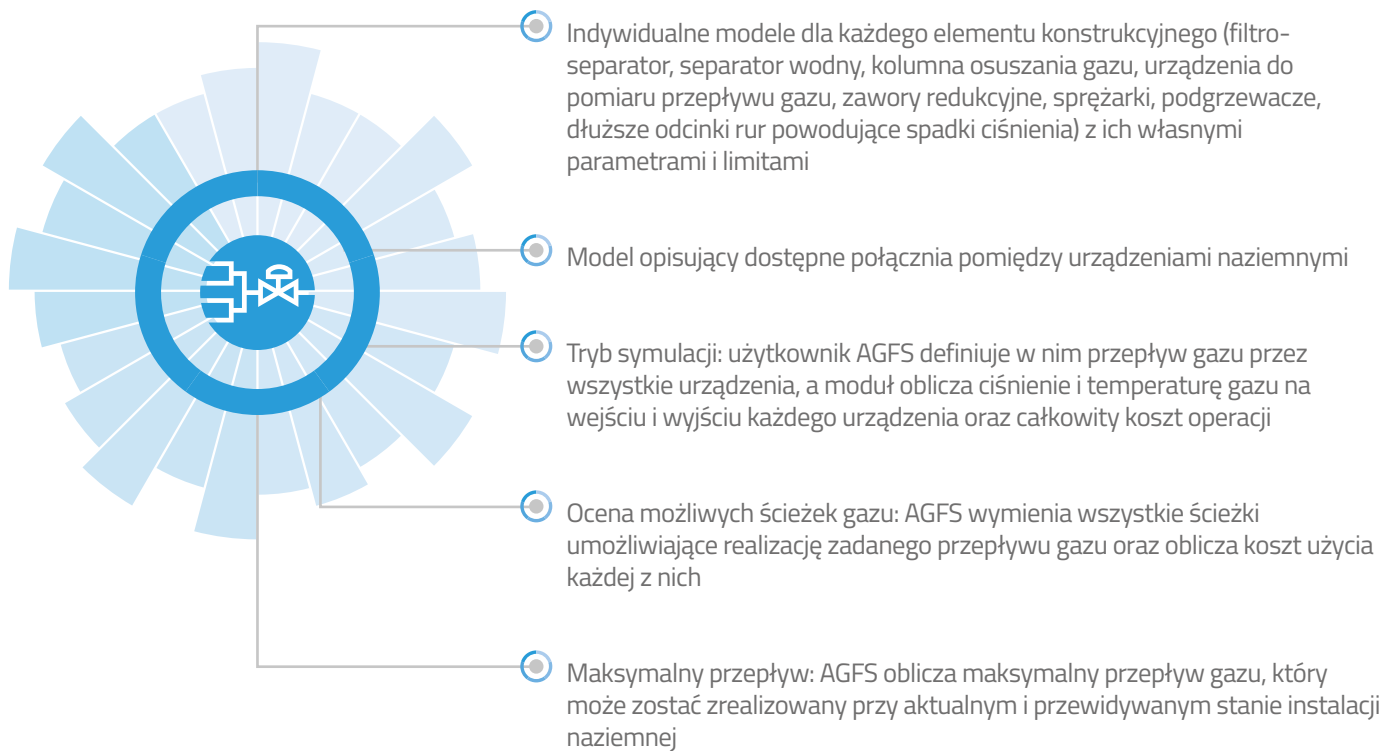 Indywidualne modele dla każdego elementu konstrukcyjnego (filtro-
separator, separator wodny, kolumna osuszania gazu, urządzenia do
pomiaru przepływu gazu, zawory redukcyjne, sprężarki, podgrzewacze,
dłuższe odcinki rur powodujące spadki ciśnienia) z ich własnymi
parametrami i limitami
Model opisujący dostępne połącznia pomiędzy urządzeniami naziemnymi
Tryb symulacji: użytkownik AGFS definiuje w nim przepływ gazu przez
wszystkie urządzenia, a moduł oblicza ciśnienie i temperaturę gazu na
wejściu i wyjściu każdego urządzenia oraz całkowity koszt operacji
Ocena możliwych ścieżek gazu: AGFS wymienia wszystkie ścieżki
umożliwiające realizację zadanego przepływu gazu oraz oblicza koszt użycia
każdej z nich
Maksymalny przepływ: AGFS oblicza maksymalny przepływ gazu, który
może zostać zrealizowany przy aktualnym i przewidywanym stanie instalacji
naziemnej